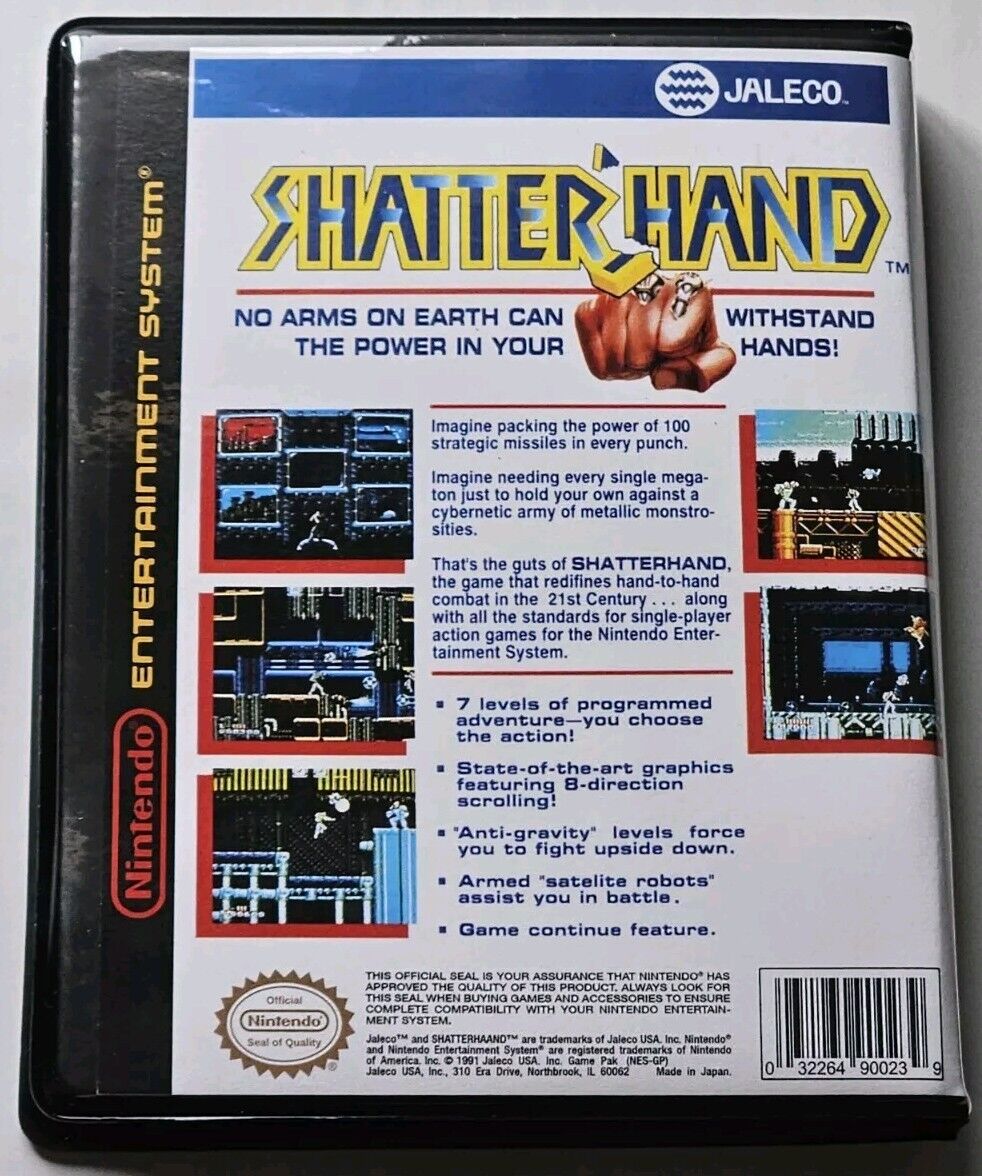 JALECO™
SHATTERHAND™
NO ARMS ON EARTH CAN WITHSTAND
THE POWER IN YOUR HANDS!
Imagine packing the power of 100
strategic missiles in every punch.
Imagine needing every single mega-
ton just to hold your own against a
cybernetic army of metallic monstro-
sities.
That's the guts of SHATTERHAND,
the game that redifines hand-to-hand
combat in the 21st Century . . . along
with all the standards for single-player
action games for the Nintendo Enter-
tainment System.
▪ 7 levels of programmed
adventure—you choose
the action!
▪ State-of-the-art graphics
featuring 8-direction
scrolling!
▪ "Anti-gravity" levels force
you to fight upside down.
▪ Armed "satelite robots"
assist you in battle.
▪ Game continue feature.
Nintendo® ENTERTAINMENT SYSTEM®
Official
Nintendo®
Seal of Quality
®
THIS OFFICIAL SEAL IS YOUR ASSURANCE THAT NINTENDO® HAS
APPROVED THE QUALITY OF THIS PRODUCT. ALWAYS LOOK FOR
THIS SEAL WHEN BUYING GAMES AND ACCESSORIES TO ENSURE
COMPLETE COMPATIBILITY WITH YOUR NINTENDO ENTERTAIN-
MENT SYSTEM.
Jaleco™ and SHATTERHAAND™ are trademarks of Jaleco USA. Inc. Nintendo®
and Nintendo Entertainment System® are registered trademarks of Nintendo
of America. Inc. © 1991 Jaleco USA. Inc. Game Pak (NES-GP)
Jaleco USA, Inc., 310 Era Drive, Northbrook, IL 60062 Made in Japan.
0 32264 90023 9